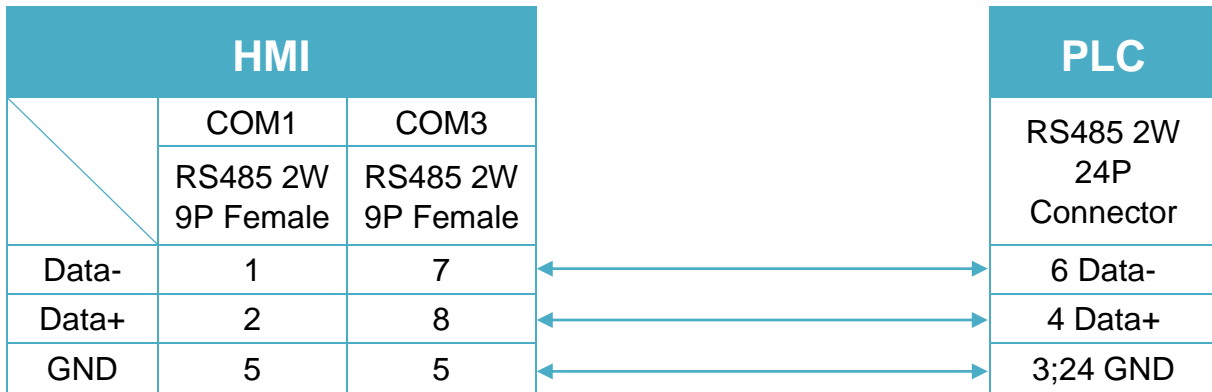 HMI PLC
COM1 COM3
RS485 2W
24P
Connector
RS485 2W RS485 2W
9P Female 9P Female
Data- 1 7 6 Data-
Data+ 2 8 4 Data+
GND 5 5 3;24 GND